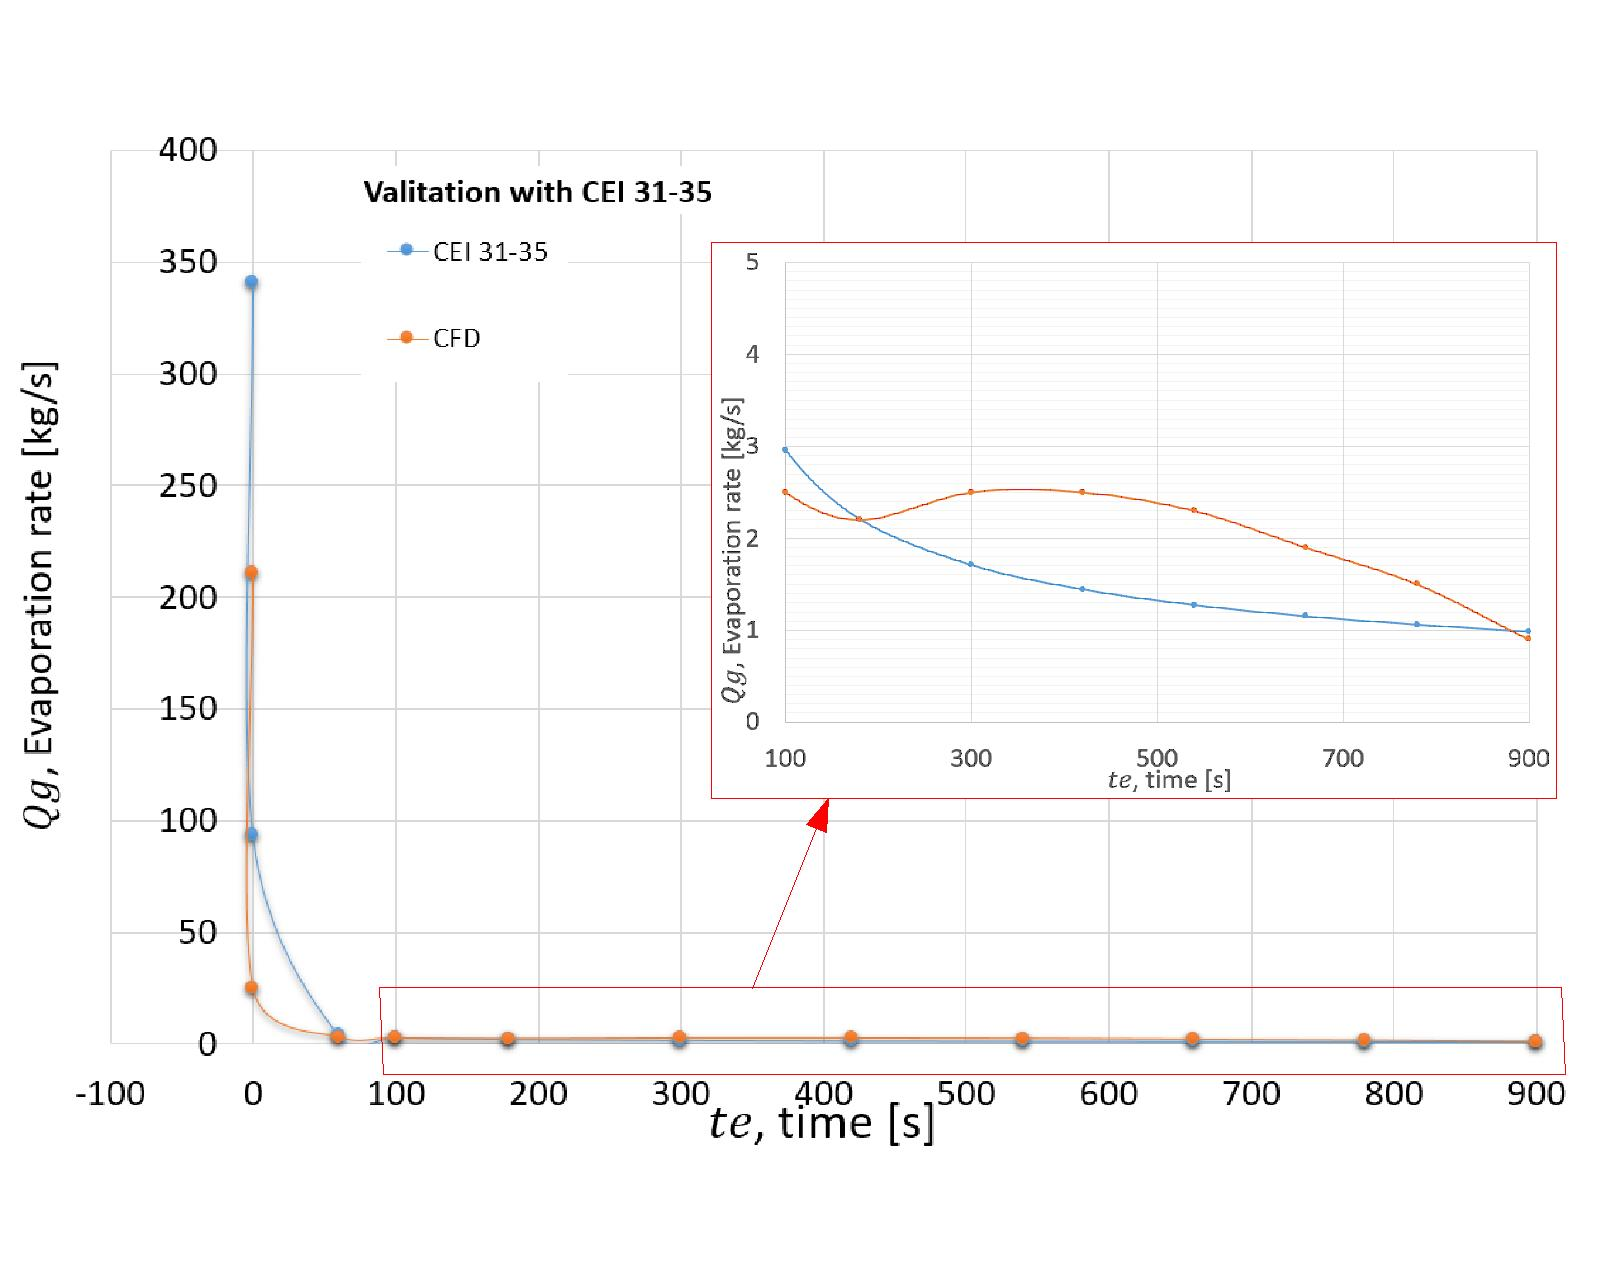 Valitation with CEI 31-35
CEI 31-35
CFD
Qg, Evaporation rate [kg/s]
400
350
300
250
200
150
100
50
0
-100 0 100 200 300 400 500 600 700 800 900
te, time [s]
Qg, Evaporation rate [kg/s]
5
4
3
2
1
0
100 300 500 700 900
te, time [s]